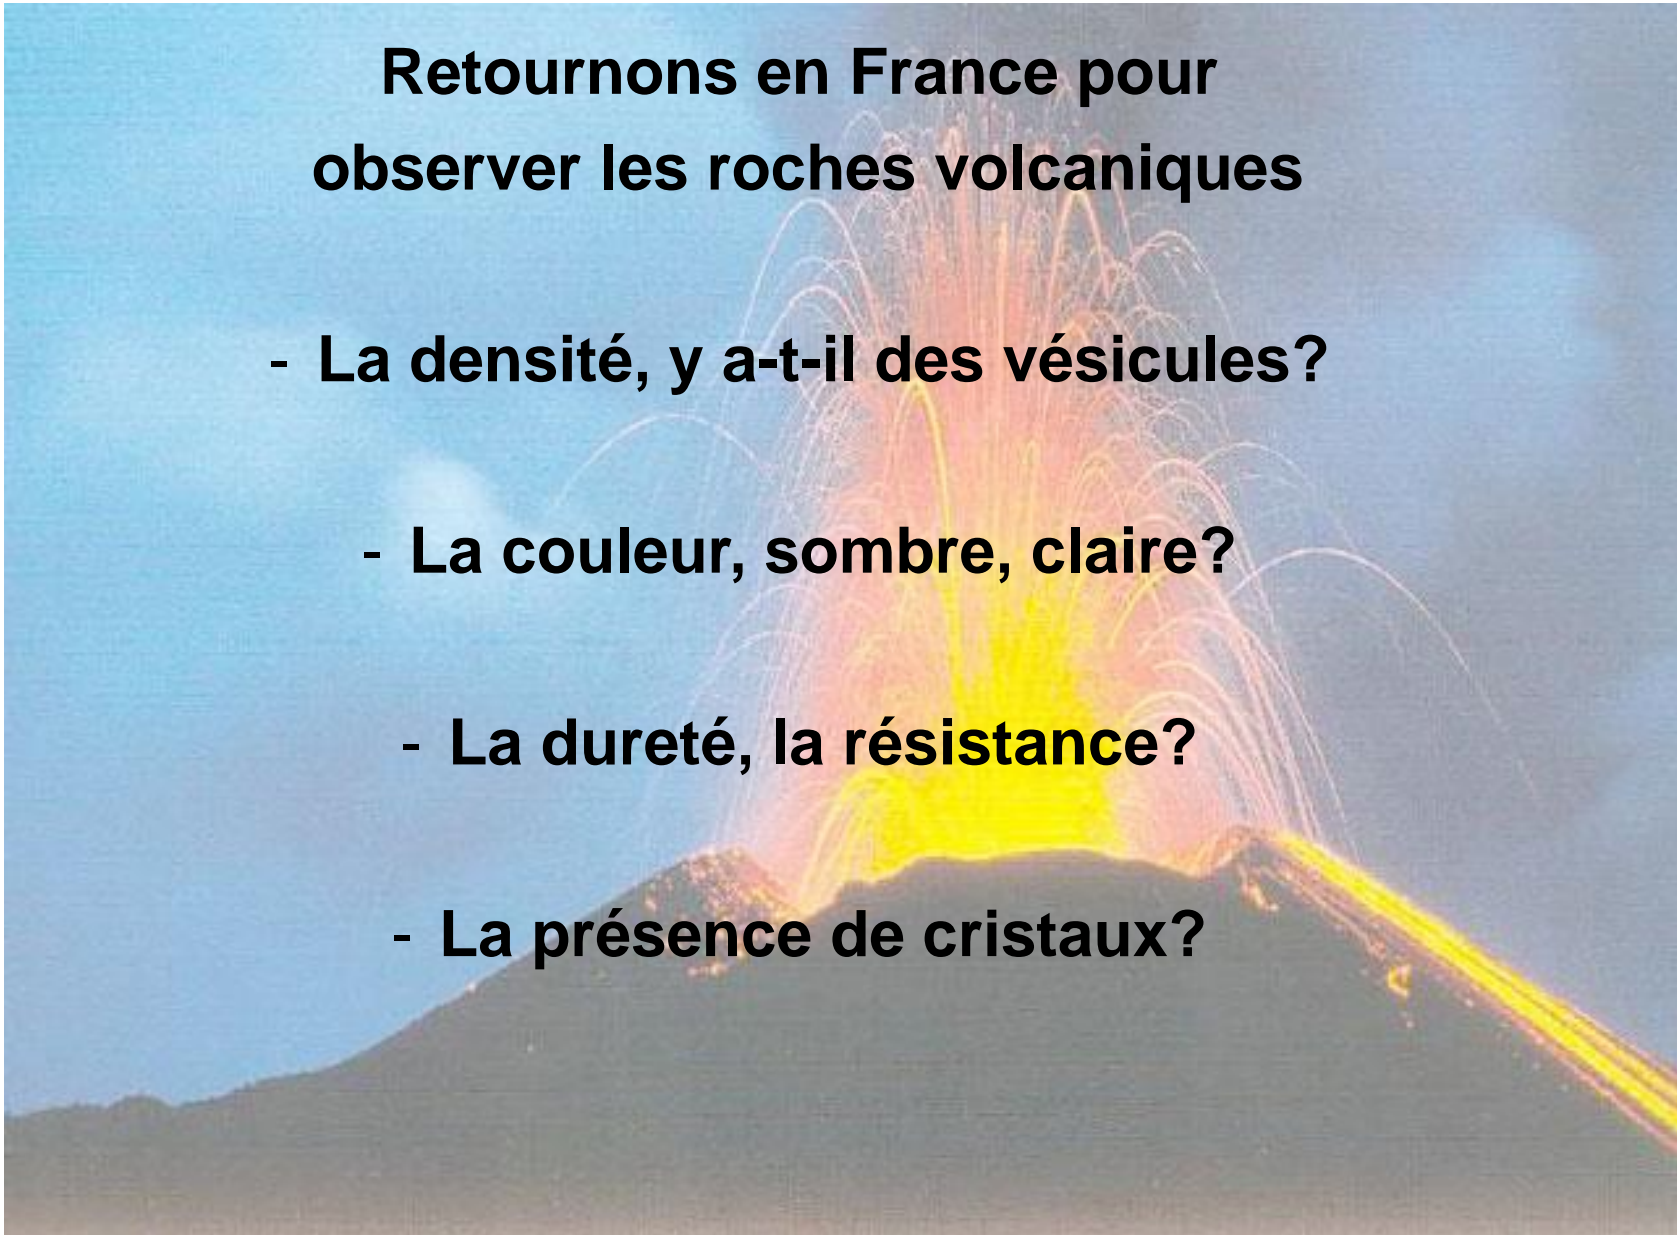 Retournons en France pour
observer les roches volcaniques
- La densité, y a-t-il des vésicules?
- La couleur, sombre, claire?
- La dureté, la résistance?
- La présence de cristaux?